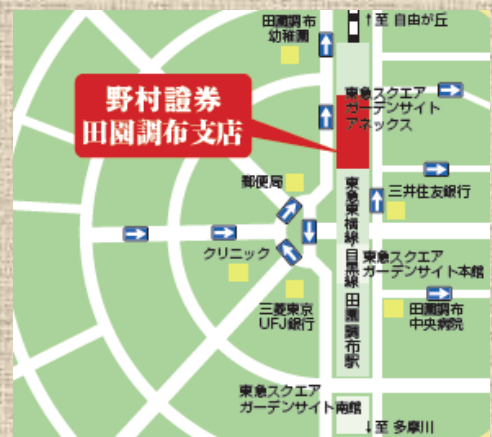 田園調布
幼稚園
↑至 自由が丘
東急スクエア
ガーデンサイト
アネックス
野村證券
田園調布支店
郵便局
三井住友銀行
東急東横線 目黒線 田園調布駅
クリニック
東急スクエア
ガーデンサイト本館
三菱東京
UFJ銀行
田園調布
中央病院
東急スクエア
ガーデンサイト南館
↓至 多摩川